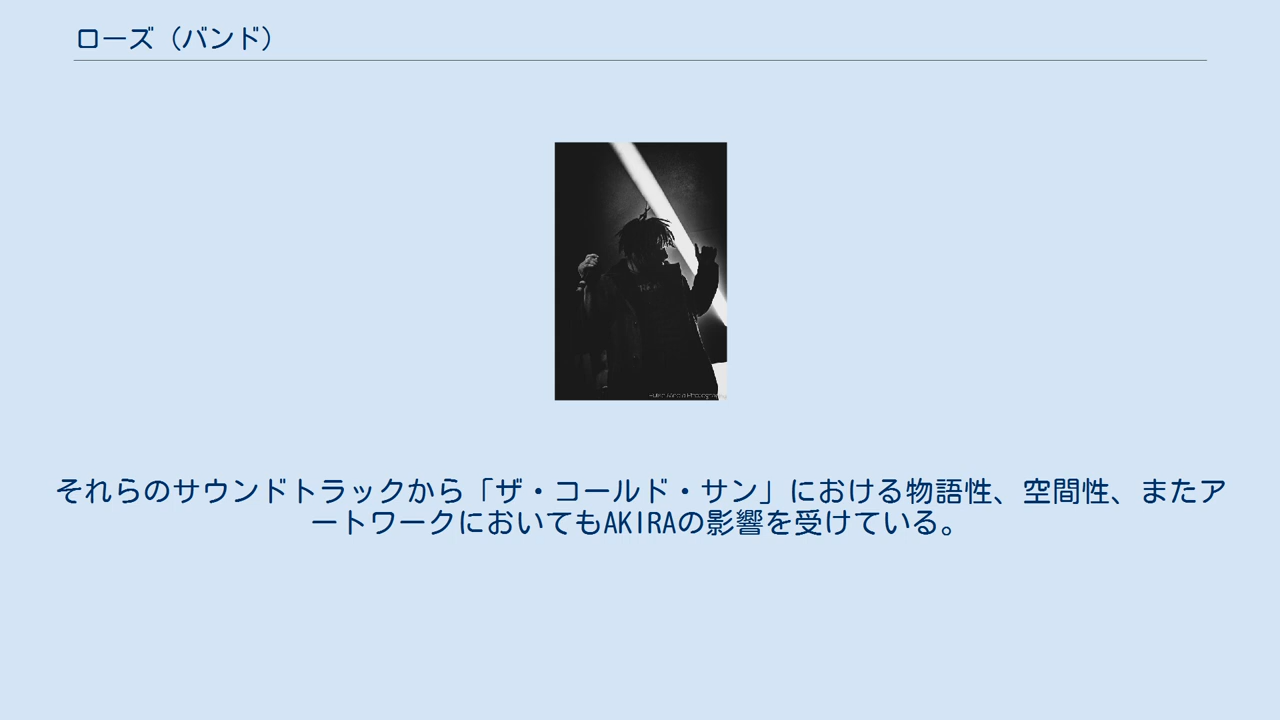 ローズ（バンド）
それらのサウンドトラックから「ザ・コールド・サン」における物語性、空間性、またア
ートワークにおいてもAKIRAの影響を受けている。